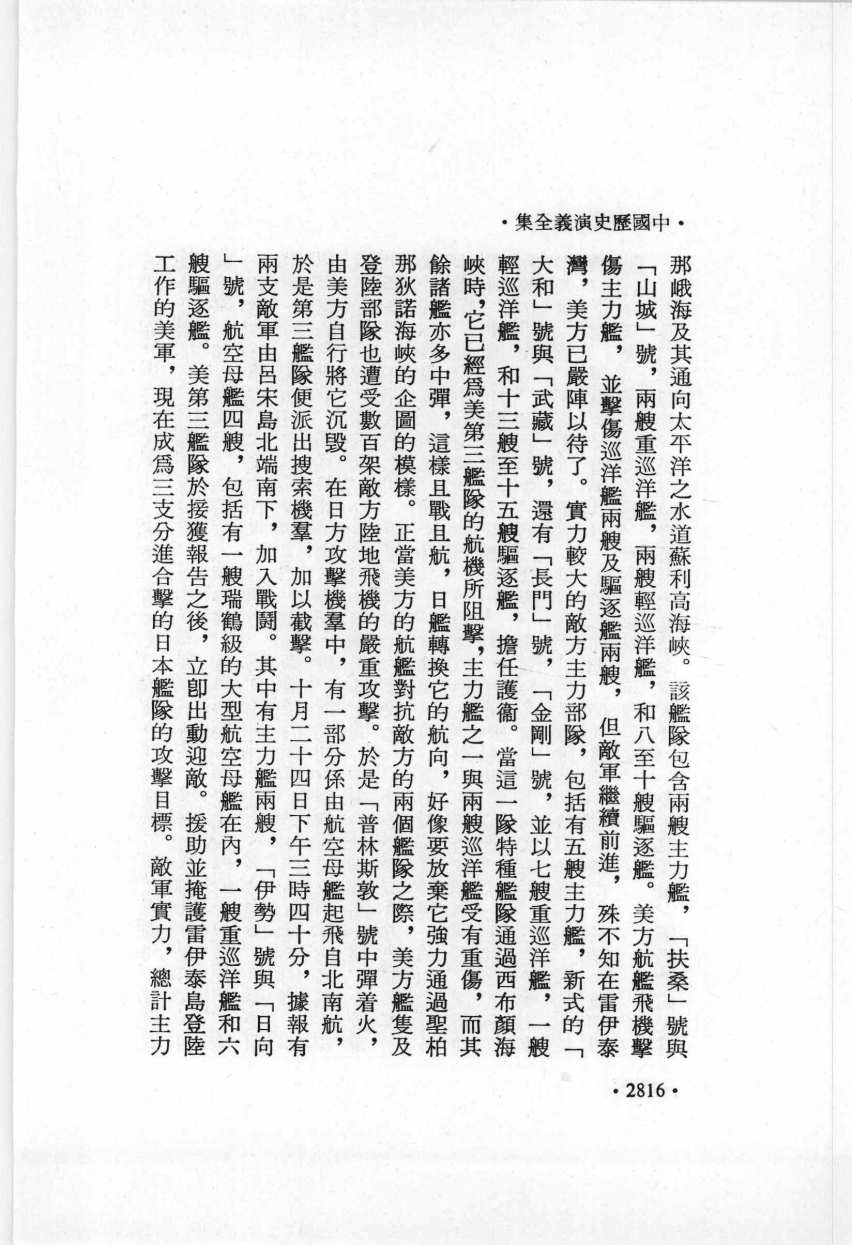 ·中國歷史演義全集·
那峨海及其通向太平洋之水道蘇利高海峽。該艦隊包含兩艘主力艦，「扶桑」號與
「山城」號，兩艘重巡洋艦，兩艘輕巡洋艦，和八至十艘驅逐艦。美方航艦飛機擊
傷主力艦，並擊傷巡洋艦兩艘及驅逐艦兩艘，但敵軍繼續前進，殊不知在雷伊泰
灣，美方已嚴陣以待了。實力較大的敵方主力部隊，包括有五艘主力艦，新式的「
大和」號與「武藏」號，還有「長門」號，「金剛」號，並以七艘重巡洋艦，一艘
輕巡洋艦，和十三艘至十五艘驅逐艦，擔任護衞。當這一隊特種艦隊通過西布顏海
峽時，它已經爲美第三艦隊的航機所阻擊，主力艦之一與兩艘巡洋艦受有重傷，而其
餘諸艦亦多中彈，這樣且戰且航，日艦轉換它的航向，好像要放棄它強力通過聖柏
那狄諾海峽的企圖的模樣。正當美方的航艦對抗敵方的兩個艦隊之際，美方艦隻及
登陸部隊也遭受數百架敵方陸地飛機的嚴重攻擊。於是「普林斯敦」號中彈着火，
由美方自行將它沉毀。在日方攻擊機羣中，有一部分係由航空母艦起飛自北南航，
於是第三艦隊便派出搜索機羣，加以截擊。十月二十四日下午三時四十分，據報有
兩支敵軍由呂宋島北端南下，加入戰鬭。其中有主力艦兩艘，「伊勢」號與「日向
」號，航空母艦四艘，包括有一艘瑞鶴級的大型航空母艦在內，一艘重巡洋艦和六
艘驅逐艦。美第三艦隊於接獲報告之後，立卽出動迎敵。援助並掩護雷伊泰島登陸
工作的美軍，現在成爲三支分進合擊的日本艦隊的攻擊目標。敵軍實力，總計主力
·2816·